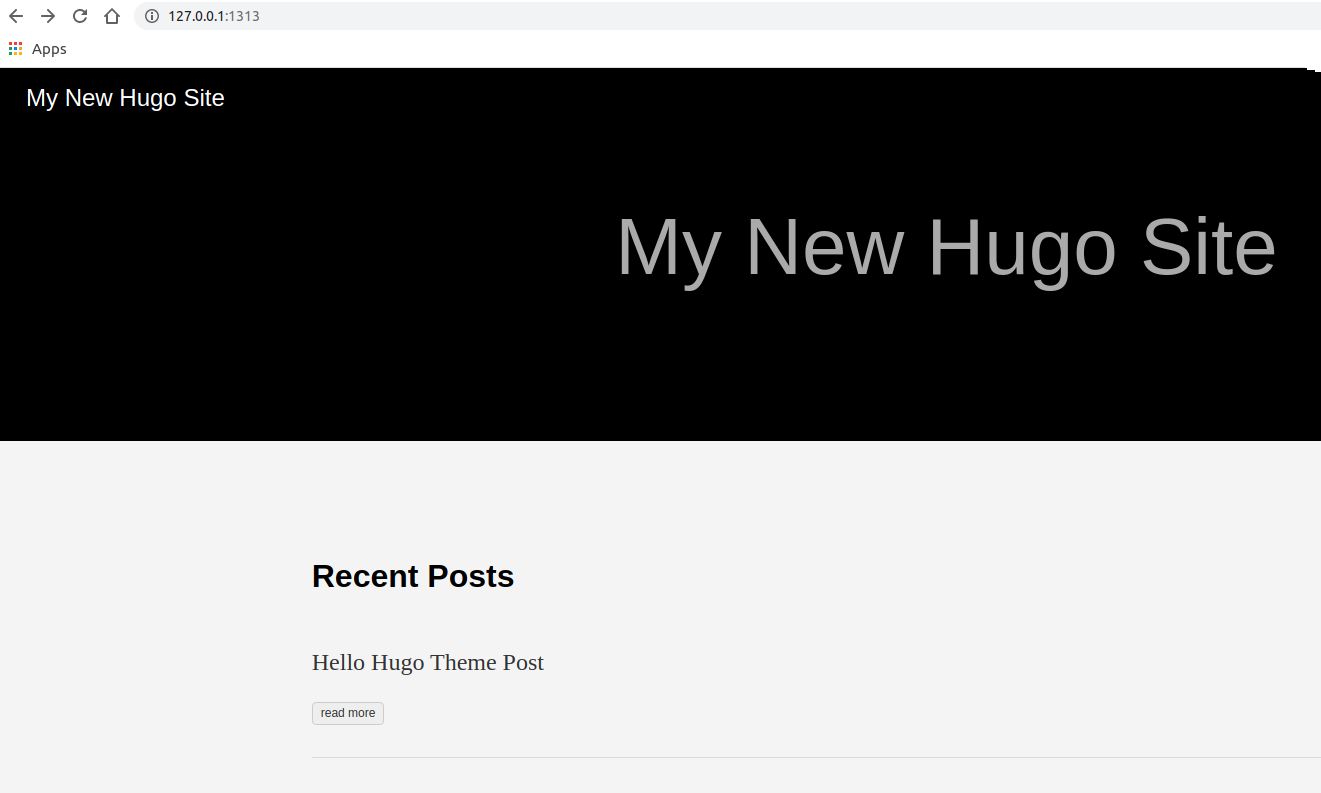 127.0.0.1:1313
Apps
My New Hugo Site
My New Hugo Site
Recent Posts
Hello Hugo Theme Post
read more